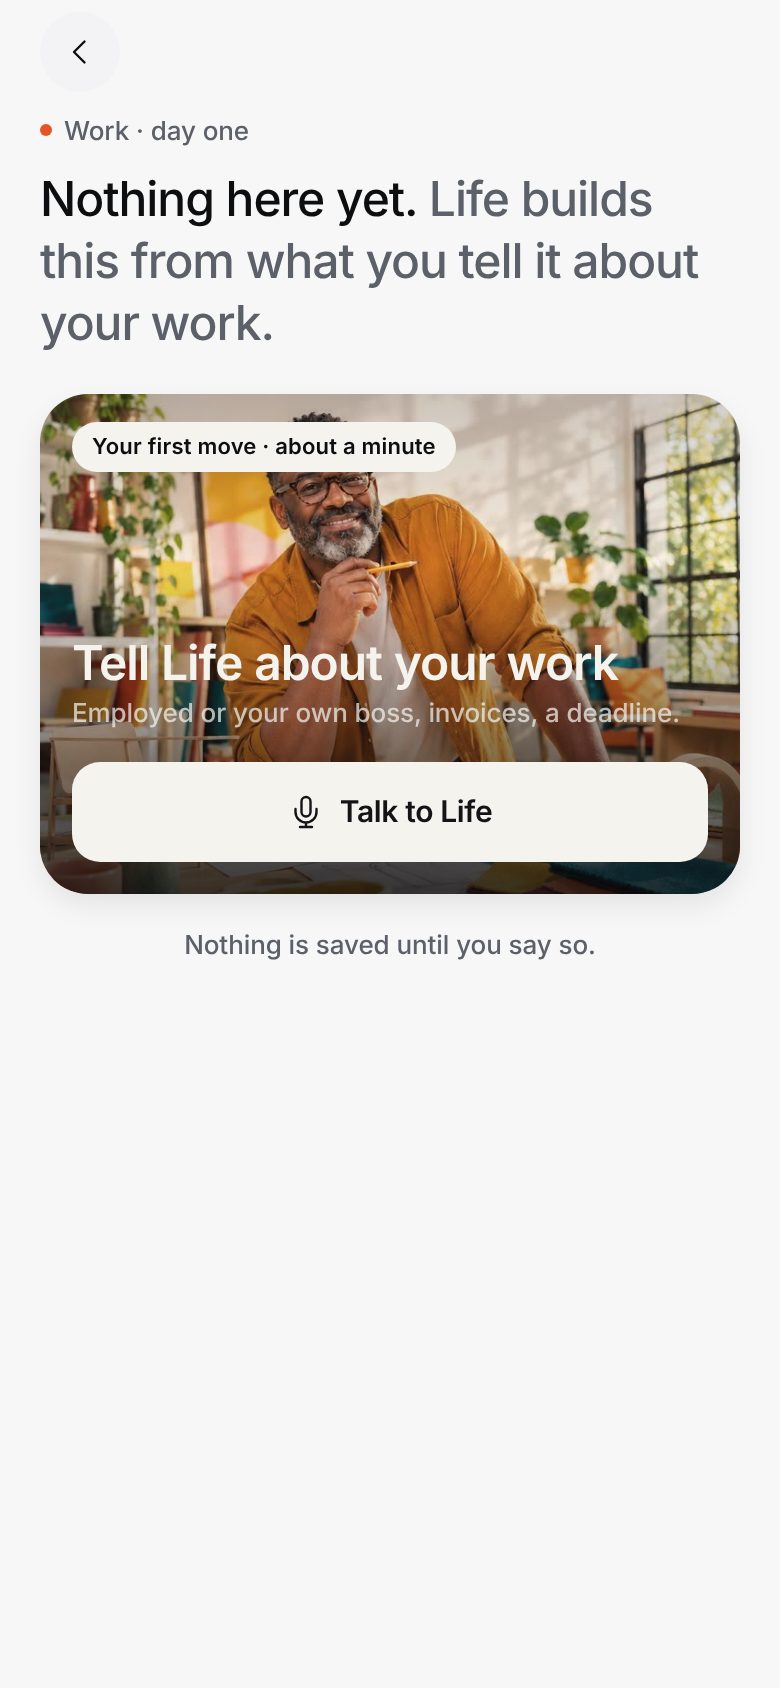 Work · day one
Nothing here yet. Life builds
this from what you tell it about
your work.
Your first move · about a minute
Tell Life about your work
Employed or your own boss, invoices, a deadline.
Talk to Life
Nothing is saved until you say so.